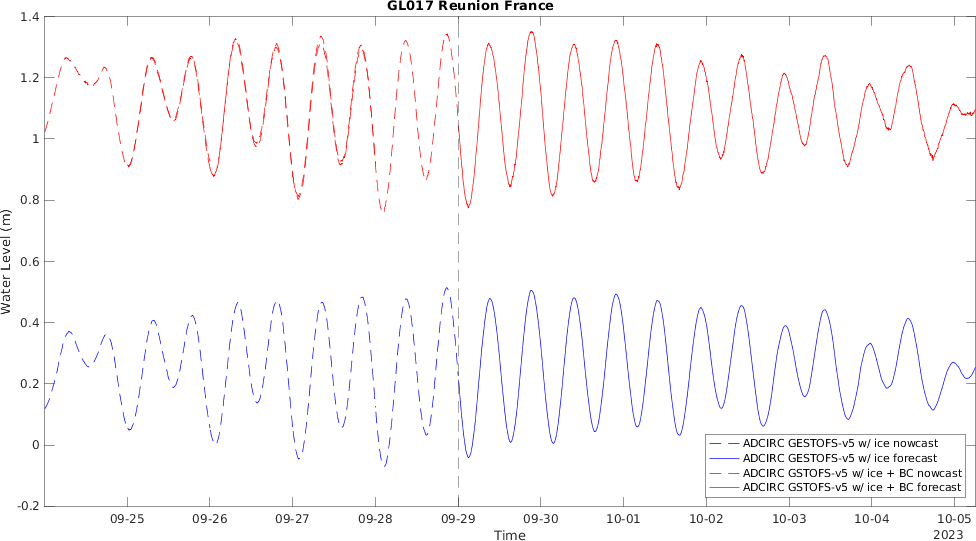 GL017 Reunion France
1.4
1.2
1
0.8
0.6
0.4
0.2
0
-0.2
Water Level (m)
09-25 09-26 09-27 09-28 09-29 09-30 10-01 10-02 10-03 10-04 10-05
2023
Time
ADCIRC GESTOFS-v5 w/ ice nowcast
ADCIRC GESTOFS-v5 w/ ice forecast
ADCIRC GSTOFS-v5 w/ ice + BC nowcast
ADCIRC GSTOFS-v5 w/ ice + BC forecast